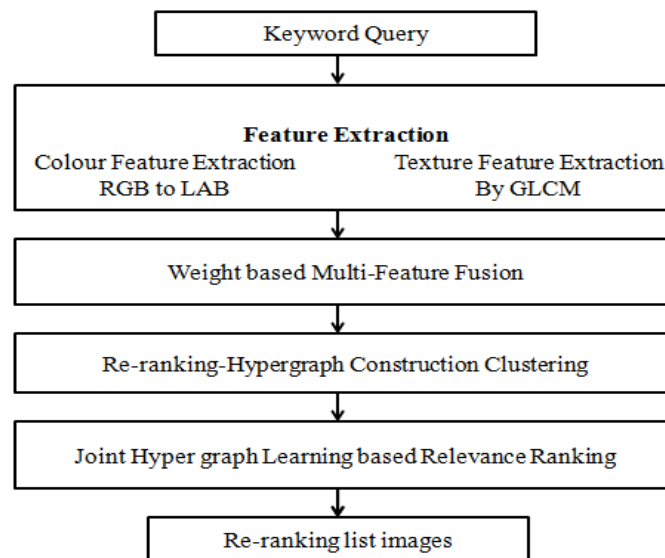 Keyword Query
Feature Extraction
Colour Feature Extraction
RGB to LAB
Texture Feature Extraction
By GLCM
Weight based Multi-Feature Fusion
Re-ranking-Hypergraph Construction Clustering
Joint Hyper graph Learning based Relevance Ranking
Re-ranking list images